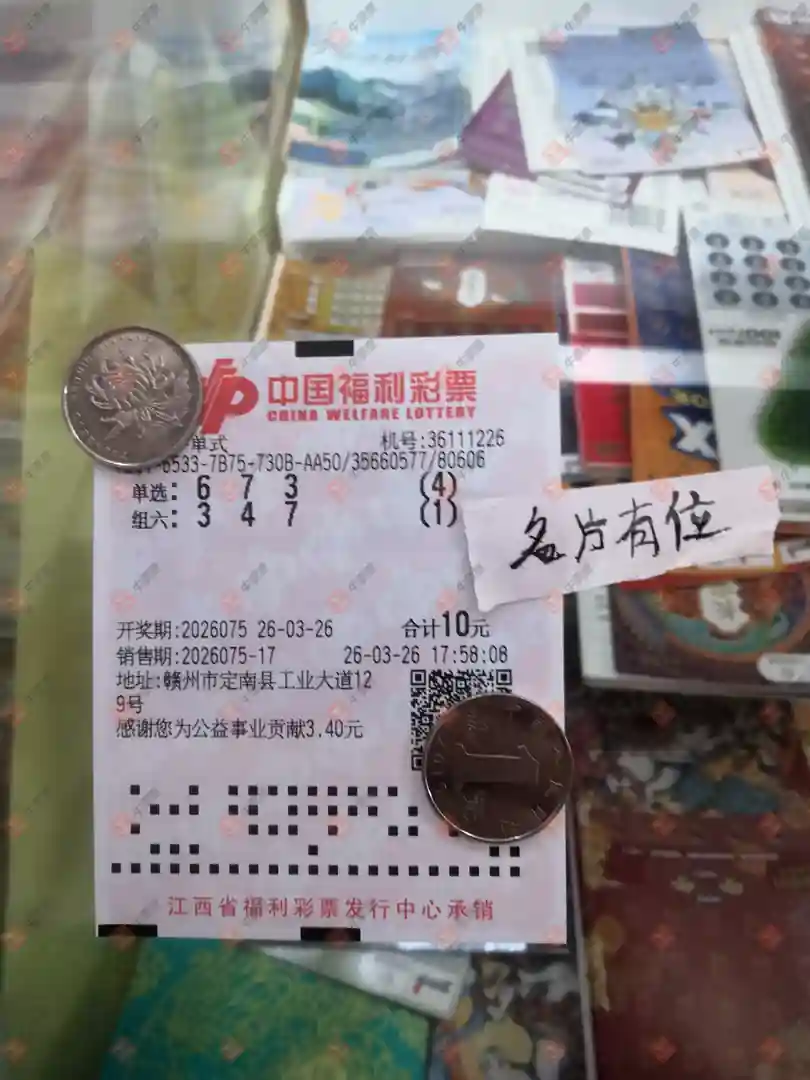 中国福利彩票
CHINA WELFARE LOTTERY
单式 机号:36111226
6533-7B75-730B-AA50/35660577/80606
单选: 6 7 3 (4)
组六: 3 4 7 (1)
名片有位
开奖期:2026075 26-03-26 合计10元
销售期:2026075-17 26-03-26 17:58:08
地址:赣州市定南县工业大道12
9号
感谢您为公益事业贡献3.40元
江西省福利彩票发行中心承销